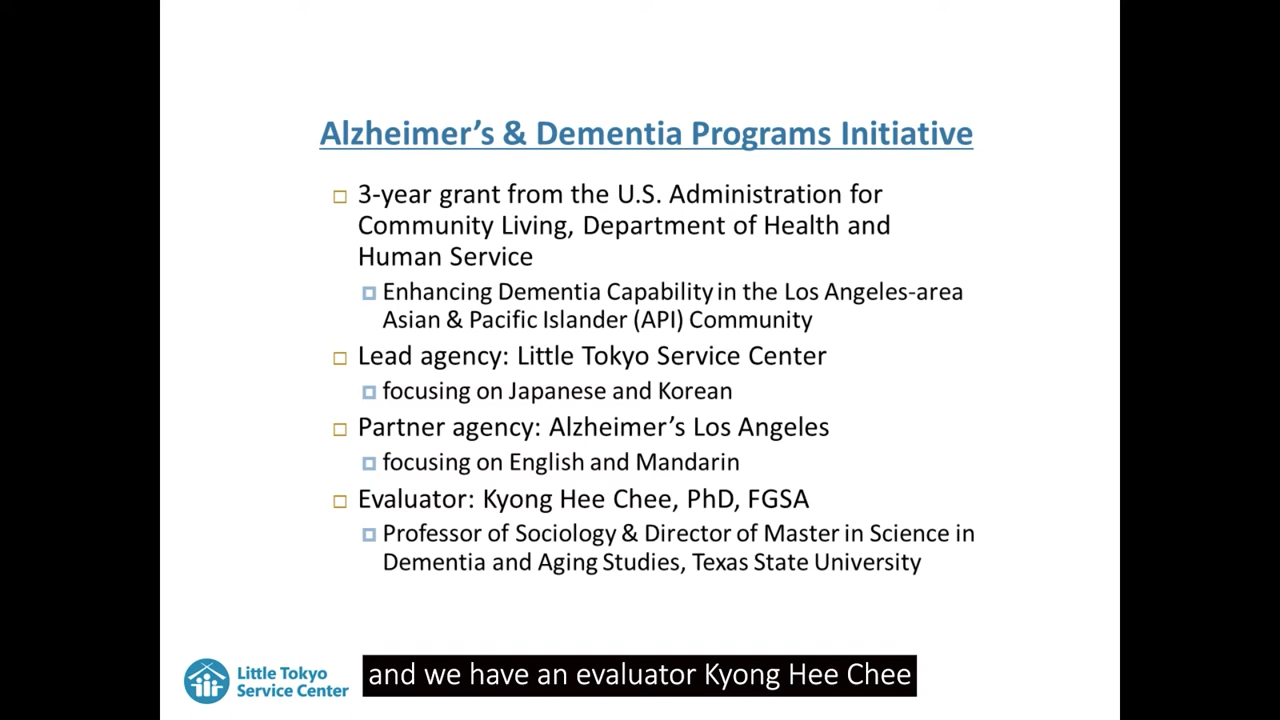 Alzheimer’s & Dementia Programs Initiative
3-year grant from the U.S. Administration for
Community Living, Department of Health and
Human Service
Enhancing Dementia Capability in the Los Angeles-area
Asian & Pacific Islander (API) Community
Lead agency: Little Tokyo Service Center
focusing on Japanese and Korean
Partner agency: Alzheimer’s Los Angeles
focusing on English and Mandarin
Evaluator: Kyong Hee Chee, PhD, FGSA
Professor of Sociology & Director of Master in Science in
Dementia and Aging Studies, Texas State University
Little Tokyo
Service Center
and we have an evaluator Kyong Hee Chee